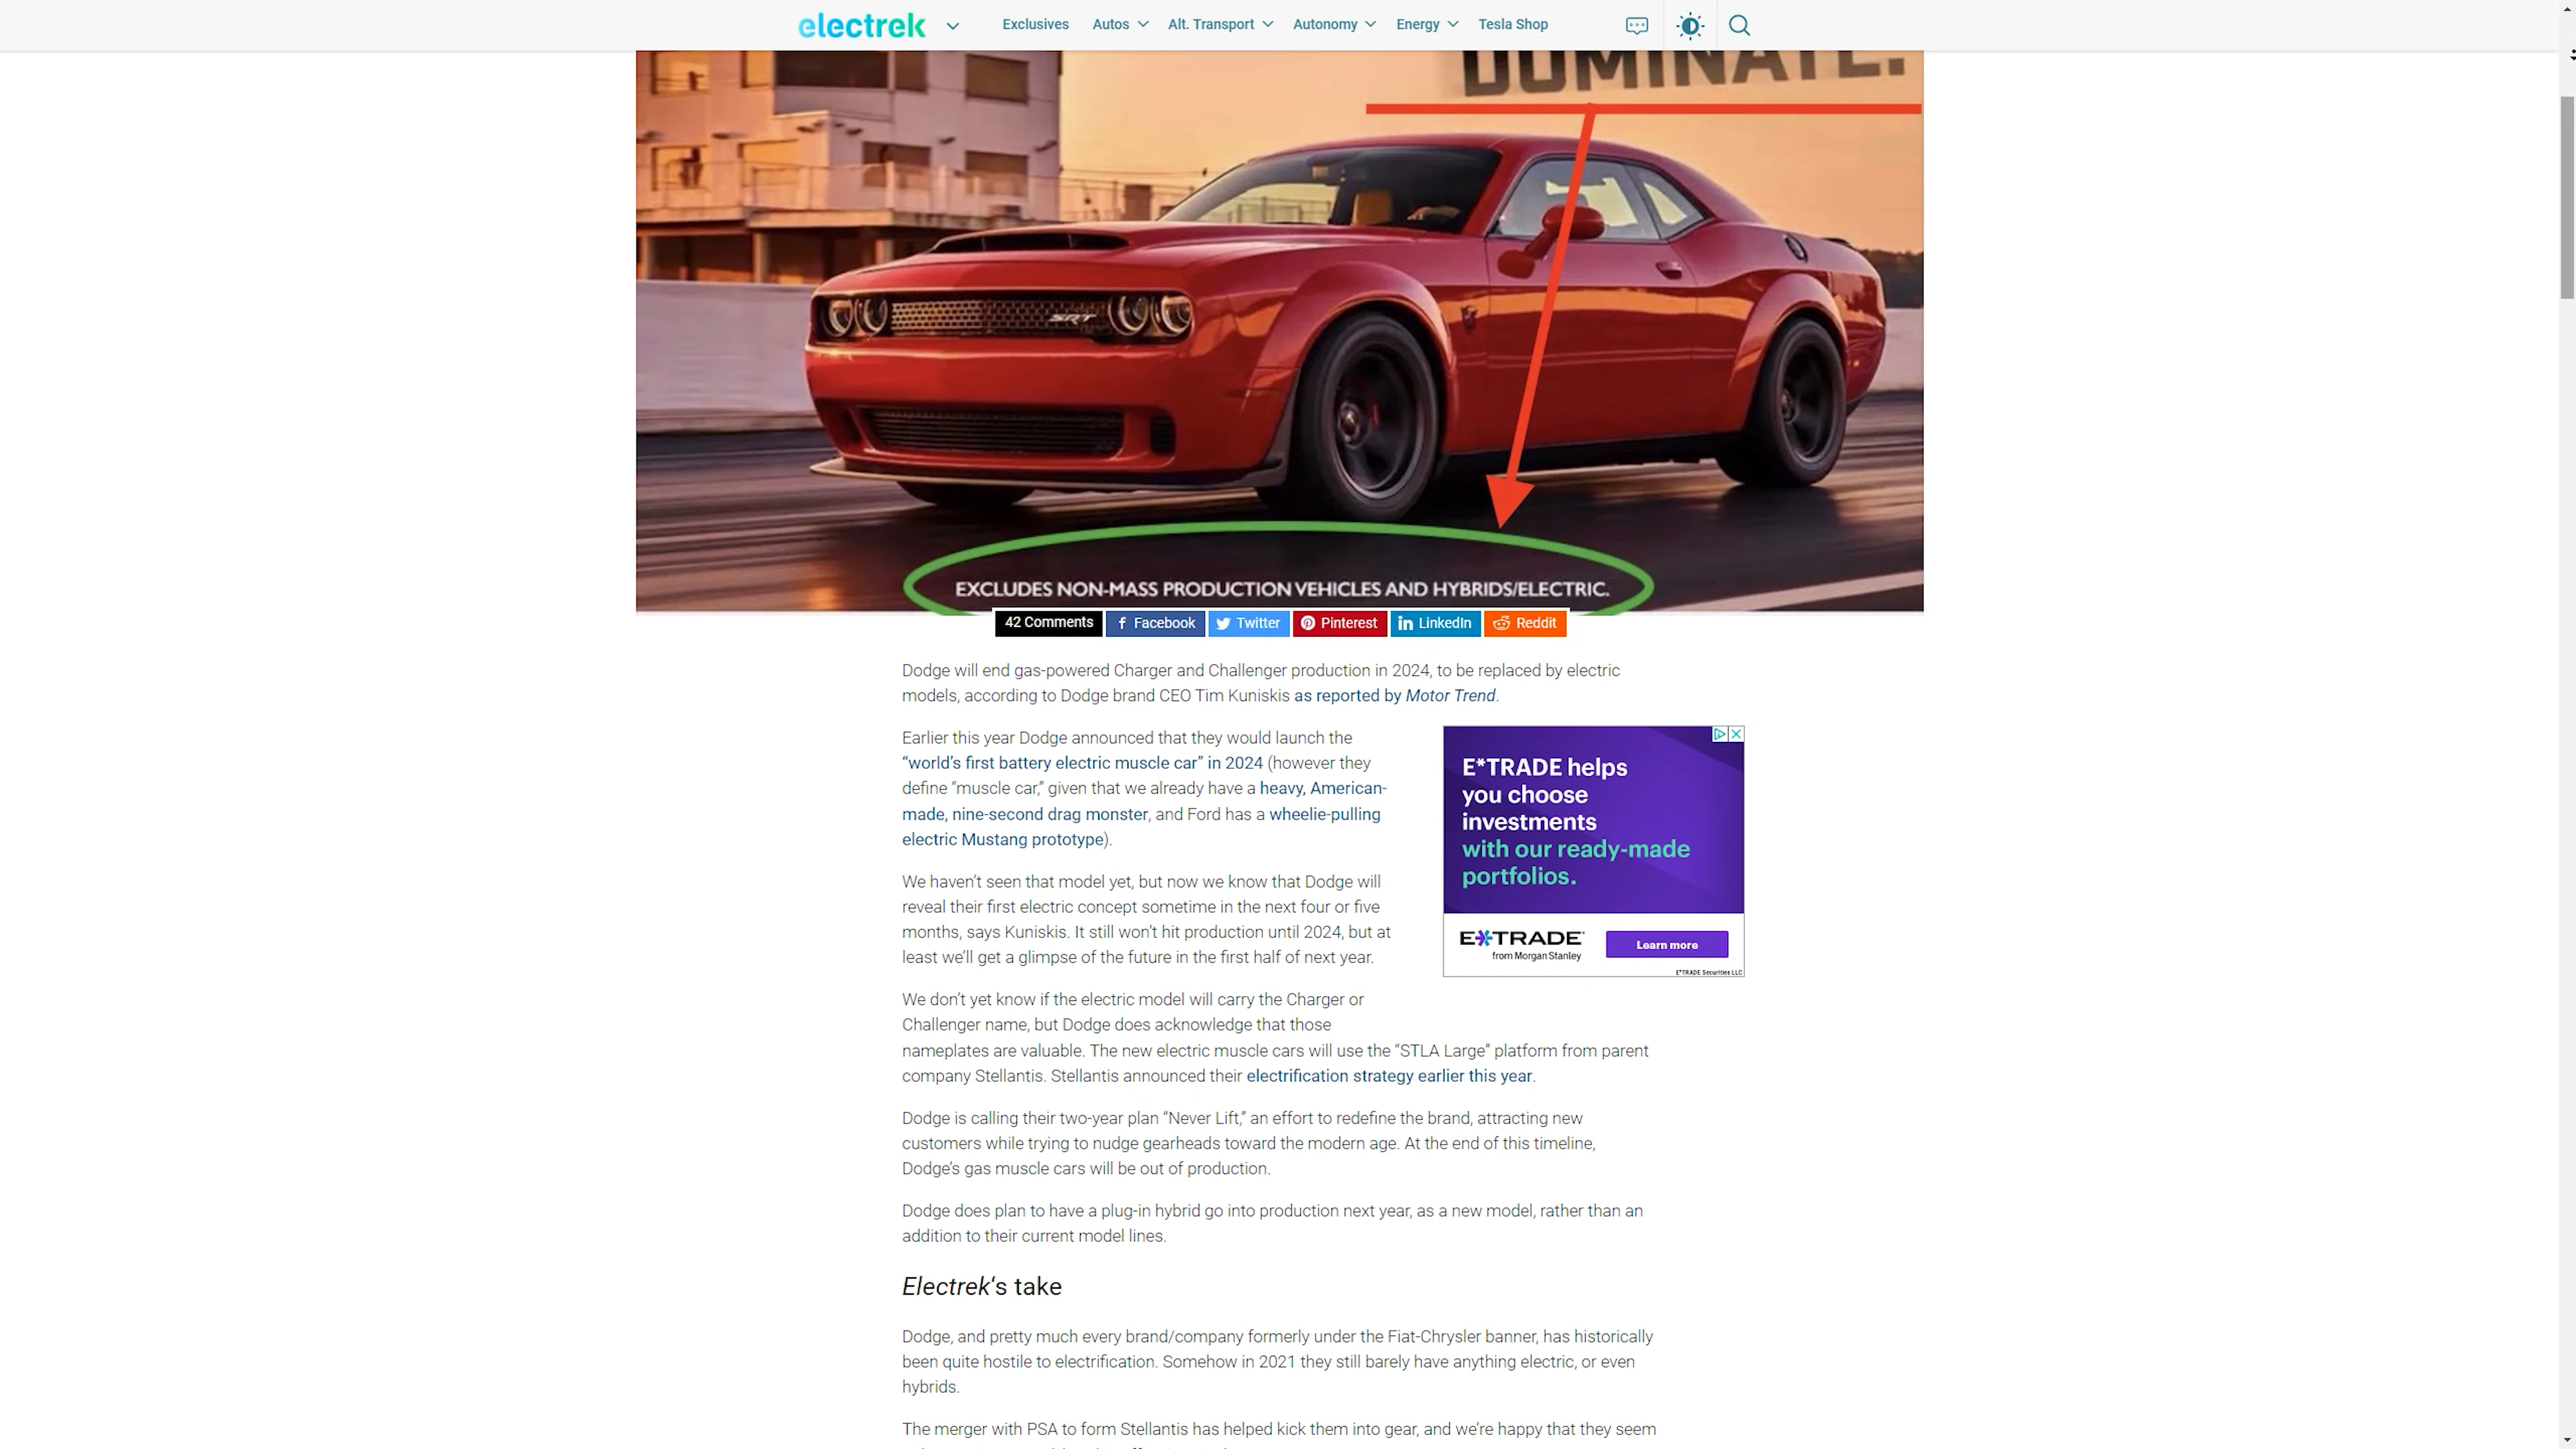 electrek Exclusives Autos Alt. Transport Autonomy Energy Tesla Shop
DOMINATE.
SRT
EXCLUDES NON-MASS PRODUCTION VEHICLES AND HYBRIDS/ELECTRIC.
42 Comments Facebook Twitter Pinterest LinkedIn Reddit
Dodge will end gas-powered Charger and Challenger production in 2024, to be replaced by electric
models, according to Dodge brand CEO Tim Kuniskis as reported by Motor Trend.
Earlier this year Dodge announced that they would launch the
“world’s first battery electric muscle car” in 2024 (however they
define “muscle car,” given that we already have a heavy, American-
made, nine-second drag monster, and Ford has a wheelie-pulling
electric Mustang prototype).
We haven’t seen that model yet, but now we know that Dodge will
reveal their first electric concept sometime in the next four or five
months, says Kuniskis. It still won’t hit production until 2024, but at
least we’ll get a glimpse of the future in the first half of next year.
E*TRADE helps
you choose
investments
with our ready-made
portfolios.
E*TRADE
from Morgan Stanley
Learn more
E*TRADE Securities LLC
We don’t yet know if the electric model will carry the Charger or
Challenger name, but Dodge does acknowledge that those
nameplates are valuable. The new electric muscle cars will use the “STLA Large” platform from parent
company Stellantis. Stellantis announced their electrification strategy earlier this year.
Dodge is calling their two-year plan “Never Lift,” an effort to redefine the brand, attracting new
customers while trying to nudge gearheads toward the modern age. At the end of this timeline,
Dodge’s gas muscle cars will be out of production.
Dodge does plan to have a plug-in hybrid go into production next year, as a new model, rather than an
addition to their current model lines.
Electrek‘s take
Dodge, and pretty much every brand/company formerly under the Fiat-Chrysler banner, has historically
been quite hostile to electrification. Somehow in 2021 they still barely have anything electric, or even
hybrids.
The merger with PSA to form Stellantis has helped kick them into gear, and we’re happy that they seem